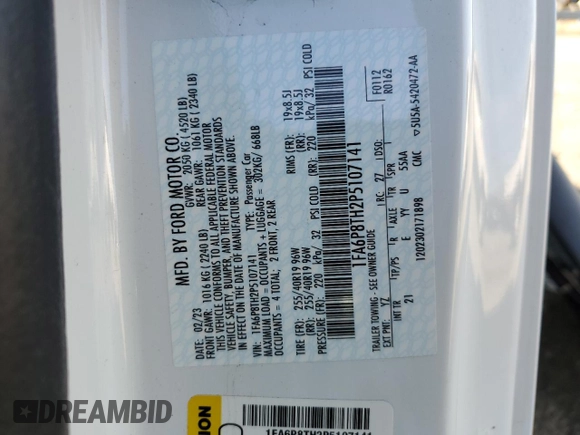 MFD. BY FORD MOTOR CO.
DATE: 02/23 GVWR: 2050 KG (4520 LB)
FRONT GAWR: 1016 KG (2240 LB) REAR GAWR: 1061 KG (2340 LB)
THIS VEHICLE CONFORMS TO ALL APPLICABLE FEDERAL MOTOR
VEHICLE SAFETY, BUMPER, AND THEFT PREVENTION STANDARDS
IN EFFECT ON THE DATE OF MANUFACTURE SHOWN ABOVE.
VIN: 1FA6P8TH2P5107141 TYPE: Passenger Car
MAXIMUM LOAD = OCCUPANTS + LUGGAGE = 302KG/ 668LB
OCCUPANTS = 4 TOTAL; 2 FRONT, 2 REAR
TIRE (FR): 255/40R19 96W RIMS (FR): 19x8.5J
(RR): 255/40R19 96W (RR): 19x8.5J
PRESSURE (FR): 220 kPa/ 32 PSI COLD (RR): 220 kPa/ 32 PSI COLD
1FA6P8TH2P5107141
F0112
R0162
TRAILER TOWING - SEE OWNER GUIDE
EXT PNT: YZ RC: 27 DSO:
INT TR TP/PS R AXLE TR SPR
21 I E YY U 55AA
1202302171898 GMC
▽5U5A-5420472-AA
1FA6P8TH2P5107141
DREAMBID